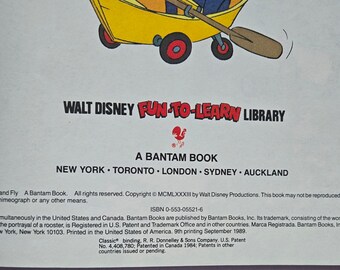 WALT DISNEY FUN·TO·LEARN LIBRARY
A BANTAM BOOK
NEW YORK · TORONTO · LONDON · SYDNEY · AUCKLAND
and Fly A Bantam Book. All rights reserved. Copyright © MCMLXXXIII by Walt Disney Productions. This book may not be reproduced
mimeograph or any other means.
ISBN 0-553-05521-6
simultaneously in the United States and Canada. Bantam Books are published by Bantam Books, Inc. Its trademark, consisting of the wor
the portrayal of a rooster, is Registered in U.S. Patent and Trademark Office and in other countries. Marca Registrada. Bantam Books, Inc
w York, New York 10103. Printed in the United States of America. 9th printing September 1989.
Classic® binding, R. R. Donnelley & Sons Company. U.S. Patent
No. 4,408,780; Patented in Canada 1984; Patents in other
countries issued or pending.